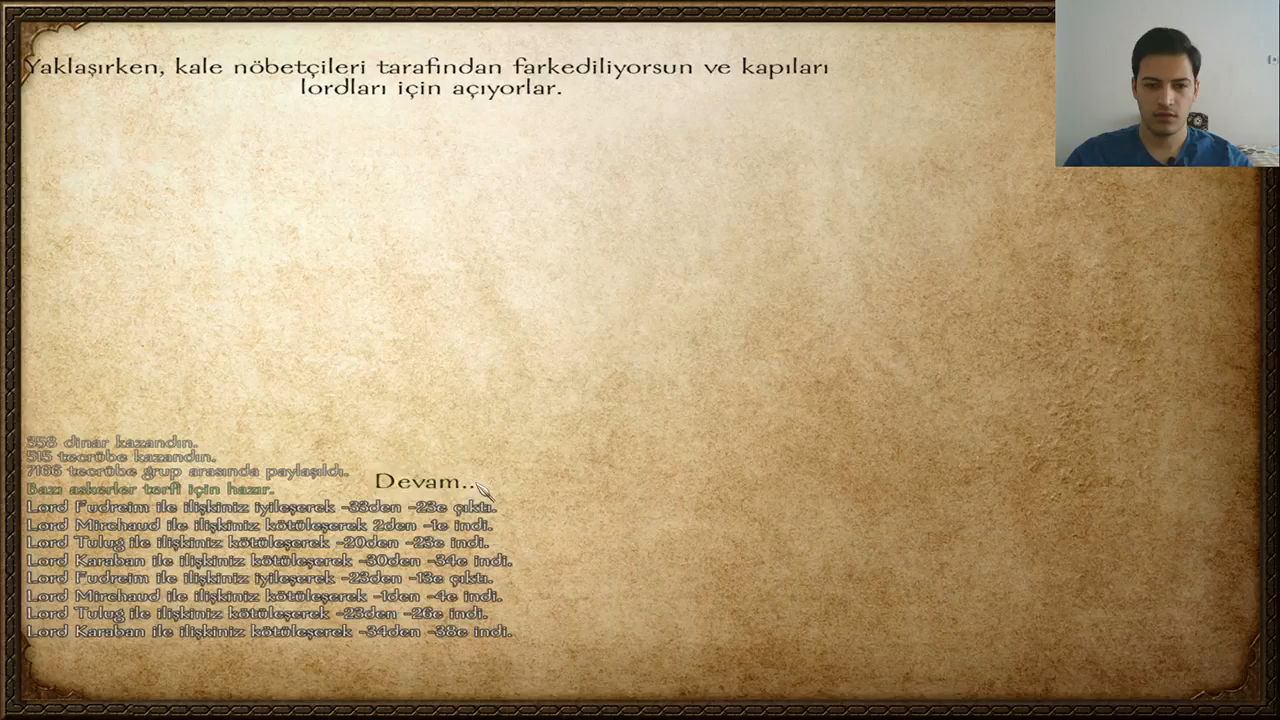 Yaklaşırken, kale nöbetçileri tarafından farkediliyorsun ve kapıları
lordları için açıyorlar.
358 dinar kazandın.
515 tecrübe kazandın.
7166 tecrübe grup arasında paylaşıldı.
Devam...
Bazı askerler terfi için hazır.
Lord Fudreim ile ilişkiniz iyileşerek -33den -23e çıktı.
Lord Mirchaud ile ilişkiniz kötüleşerek 2den -1e indi.
Lord Tulug ile ilişkiniz kötüleşerek -20den -23e indi.
Lord Karaban ile ilişkiniz kötüleşerek -30den -34e indi.
Lord Fudreim ile ilişkiniz iyileşerek -23den -13e çıktı.
Lord Mirchaud ile ilişkiniz kötüleşerek -1den -4e indi.
Lord Tulug ile ilişkiniz kötüleşerek -23den -26e indi.
Lord Karaban ile ilişkiniz kötüleşerek -34den -38e indi.